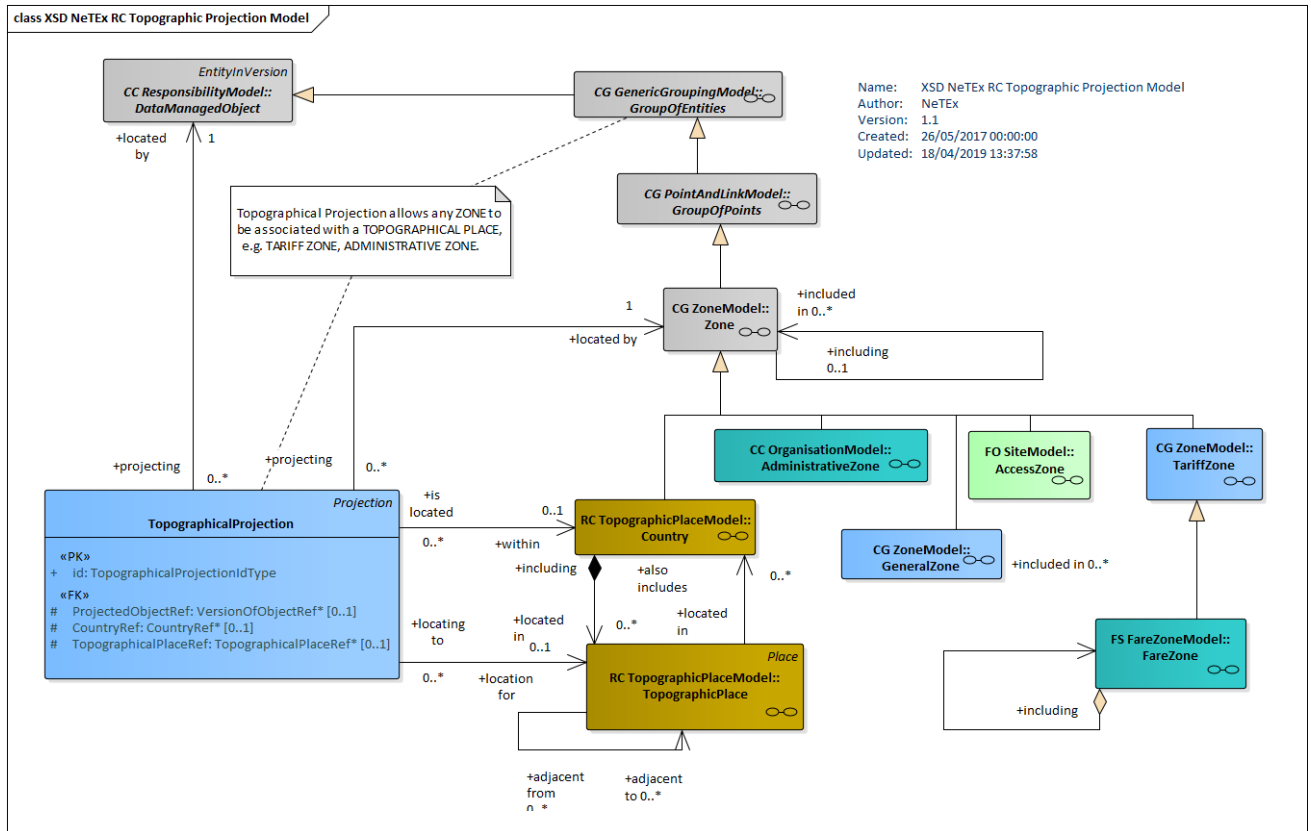 class XSD NeTEx RC Topographic Projection Model
EntityInVersion
CC ResponsibilityModel::
DataManagedObject
CG GenericGroupingModel::
GroupOfEntities
Name: XSD NeTEx RC Topographic Projection Model
Author: NeTEx
Version: 1.1
Created: 26/05/2017 00:00:00
Updated: 18/04/2019 13:37:58
+located
by
1
CG PointAndLinkModel::
GroupOfPoints
Topographical Projection allows any ZONE to
be associated with a TOPOGRAPHICAL PLACE,
e.g. TARIFF ZONE, ADMINISTRATIVE ZONE.
1
+located by
CG ZoneModel::
Zone
+included
in 0..*
+including
0..1
+projecting
0..*
+projecting
0..*
CC OrganisationModel::
AdministrativeZone
FO SiteModel::
AccessZone
CG ZoneModel::
TariffZone
Projection
TopographicalProjection
«PK»
+ id: TopographicalProjectionIdType
«FK»
# ProjectedObjectRef: VersionOfObjectRef* [0..1]
# CountryRef: CountryRef* [0..1]
# TopographicalPlaceRef: TopographicalPlaceRef* [0..1]
+is
located
0..*
0..1
+within
RC TopographicPlaceModel::
Country
CG ZoneModel::
GeneralZone
+included in 0..*
+including
+also
includes
0..*
+locating
to
0..*
+located
in
0..1
0..*
+located
in
+location
for
Place
RC TopographicPlaceModel::
TopographicPlace
FS FareZoneModel::
FareZone
+including
+adjacent
from
0..*
+adjacent
to 0..*